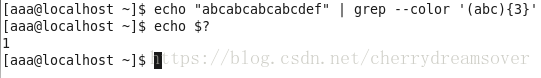 [aaa@localhost ~]$ echo "abcabcabcabcdef" | grep --color '(abc){3}'
[aaa@localhost ~]$ echo $?
1
[aaa@localhost ~]$
https://blog.csdn.net/cherrydreamsover